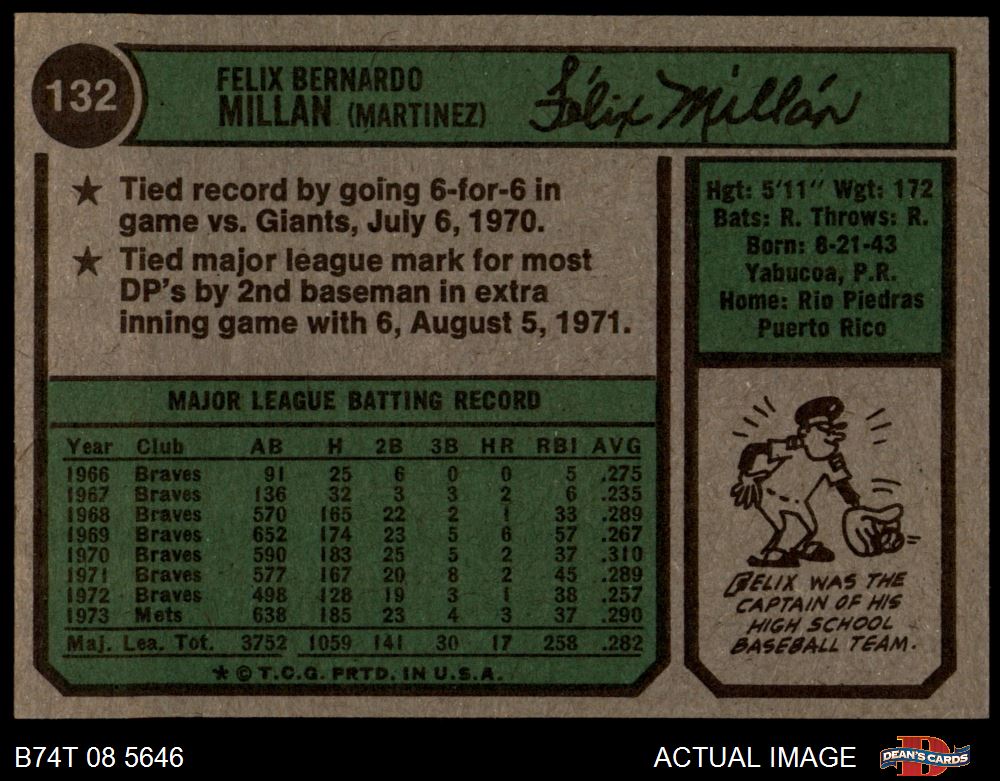 132
FELIX BERNARDO
MILLAN (MARTINEZ)
Félix Millán
★ Tied record by going 6-for-6 in
game vs. Giants, July 6, 1970.
★ Tied major league mark for most
DP's by 2nd baseman in extra
inning game with 6, August 5, 1971.
Hgt: 5'11" Wgt: 172
Bats: R. Throws: R.
Born: 8-21-43
Yabucoa, P.R.
Home: Rio Piedras
Puerto Rico
MAJOR LEAGUE BATTING RECORD
Year Club AB H 2B 3B HR RBI AVG
1966 Braves 91 25 6 0 0 5 .275
1967 Braves 136 32 3 3 2 6 .235
1968 Braves 570 165 22 2 1 33 .289
1969 Braves 652 174 23 5 6 57 .267
1970 Braves 590 183 25 5 2 37 .310
1971 Braves 577 167 20 8 2 45 .289
1972 Braves 498 128 19 3 1 38 .257
1973 Mets 638 185 23 4 3 37 .290
Maj. Lea. Tot. 3752 1059 141 30 17 258 .282
* © T.C.G. PRTD. IN U.S.A.
FELIX WAS THE
CAPTAIN OF HIS
HIGH SCHOOL
BASEBALL TEAM.
B74T 08 5646
ACTUAL IMAGE
DEAN'S CARDS